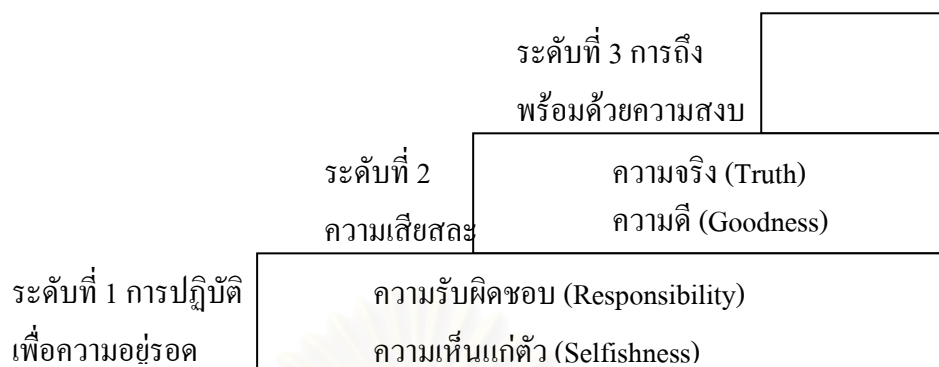 ระดับที่ 3 การถึง
พร้อมด้วยความสงบ
ระดับที่ 2
ความเสียสละ
ความจริง (Truth)
ความดี (Goodness)
ระดับที่ 1 การปฏิบัติ
เพื่อความอยู่รอด
ความรับผิดชอบ (Responsibility)
ความเห็นแก่ตัว (Selfishness)